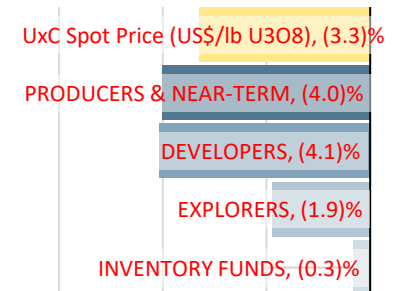 UxC Spot Price (US$/lb U3O8), (3.3)%
PRODUCERS & NEAR-TERM, (4.0)%
DEVELOPERS, (4.1)%
EXPLORERS, (1.9)%
INVENTORY FUNDS, (0.3)%